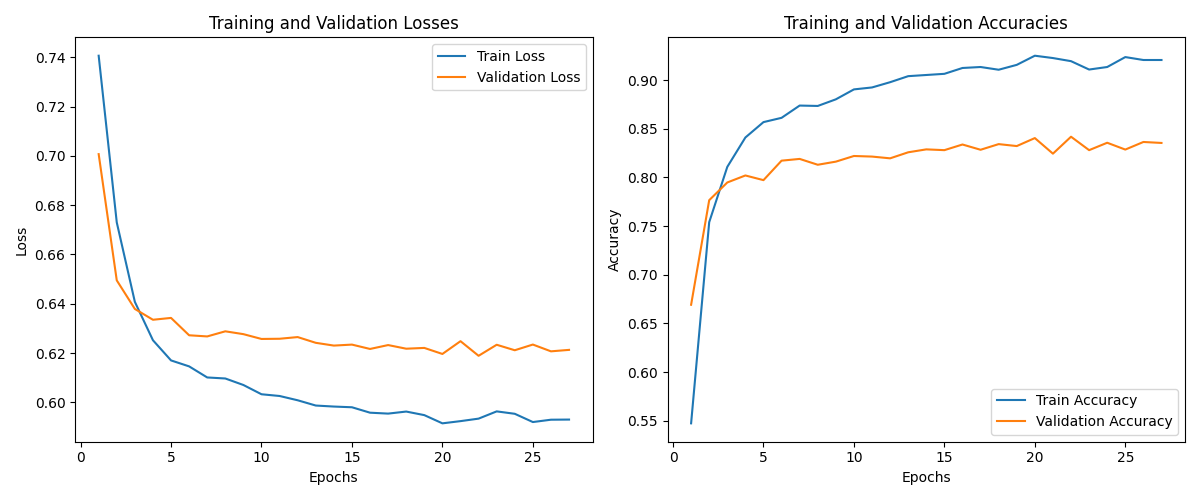 Training and Validation Losses
Train Loss
Validation Loss
0.74
0.72
0.70
0.68
0.66
0.64
0.62
0.60
Loss
0 5 10 15 20 25
Epochs
Training and Validation Accuracies
0.90
0.85
0.80
0.75
0.70
0.65
0.60
0.55
Accuracy
Train Accuracy
Validation Accuracy
0 5 10 15 20 25
Epochs